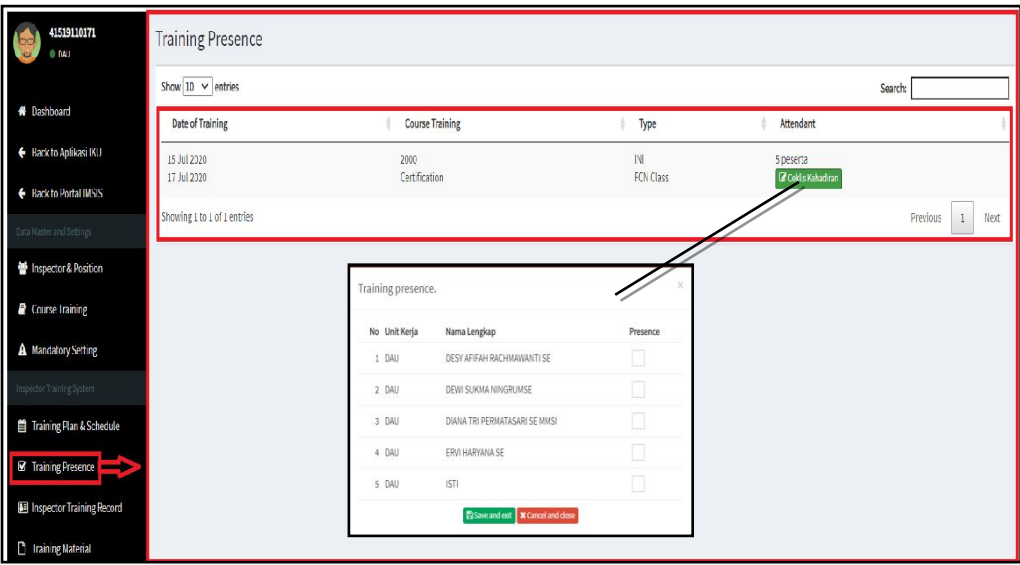 41519110171
DAU
Dashboard
Back to Aplikasi IKU
Back to Portal IMSIS
Data Master and Settings
Inspector & Position
Course Training
Mandatory Setting
Inspector Training System
Training Plan & Schedule
Training Presence
Inspector Training Record
Training Material
Training Presence
Show 10 entries
Search:
Date of Training Course Training Type Attendant
15 Jul 2020 2000 INI 5 peserta
17 Jul 2020 Certification FCN Class Ceklis Kehadiran
Showing 1 to 1 of 1 entries
Previous 1 Next
Training presence. x
No Unit Kerja Nama Lengkap Presence
1 DAU DESY AFIFAH RACHMAWANTI SE
2 DAU DEWI SUKMA NINGRUMSE
3 DAU DIANA TRI PERMATASARI SE MMSI
4 DAU ERVI HARYANA SE
5 DAU ISTI
Save and exit Cancel and close